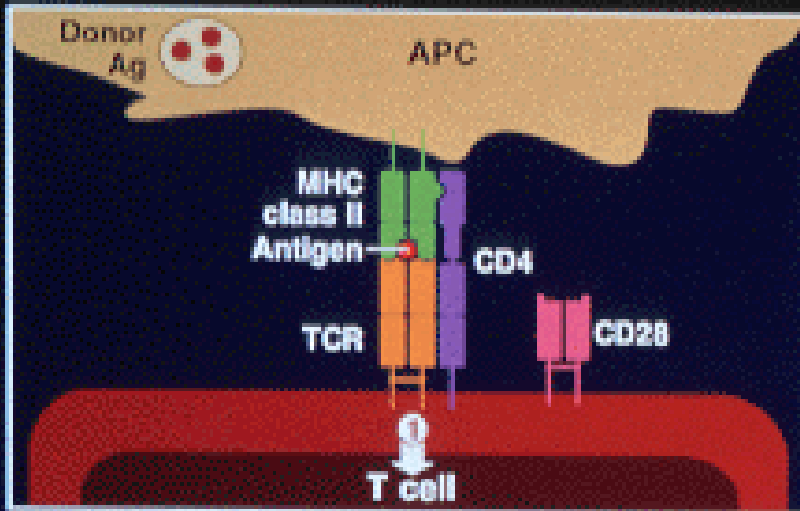 Donor
Ag
APC
MHC
class II
Antigen
CD4
TCR
CD28
1
T cell